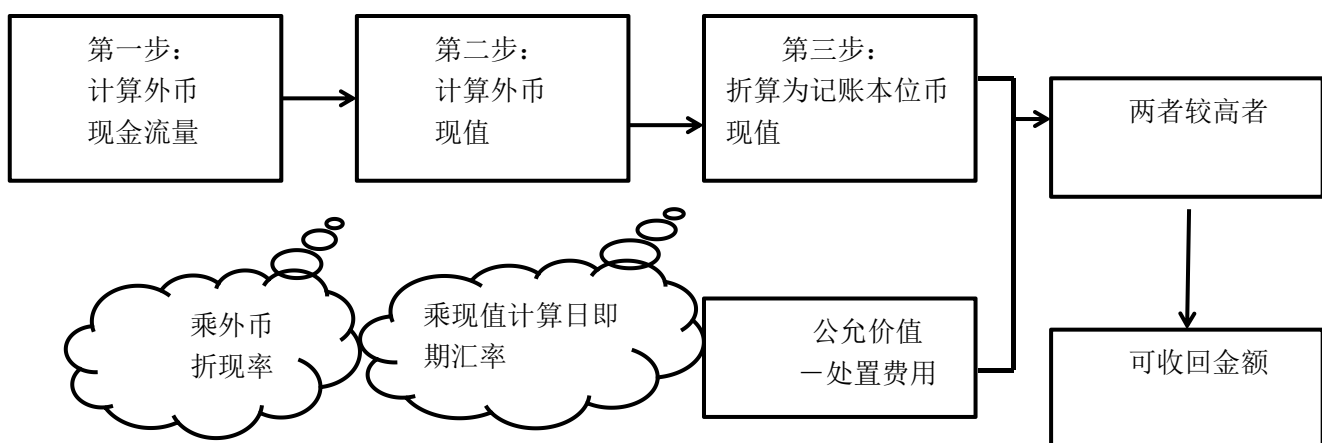 第一步：
计算外币
现金流量
第二步：
计算外币
现值
第三步：
折算为记账本位币
现值
两者较高者
乘外币
折现率
乘现值计算日即
期汇率
公允价值
－处置费用
可收回金额